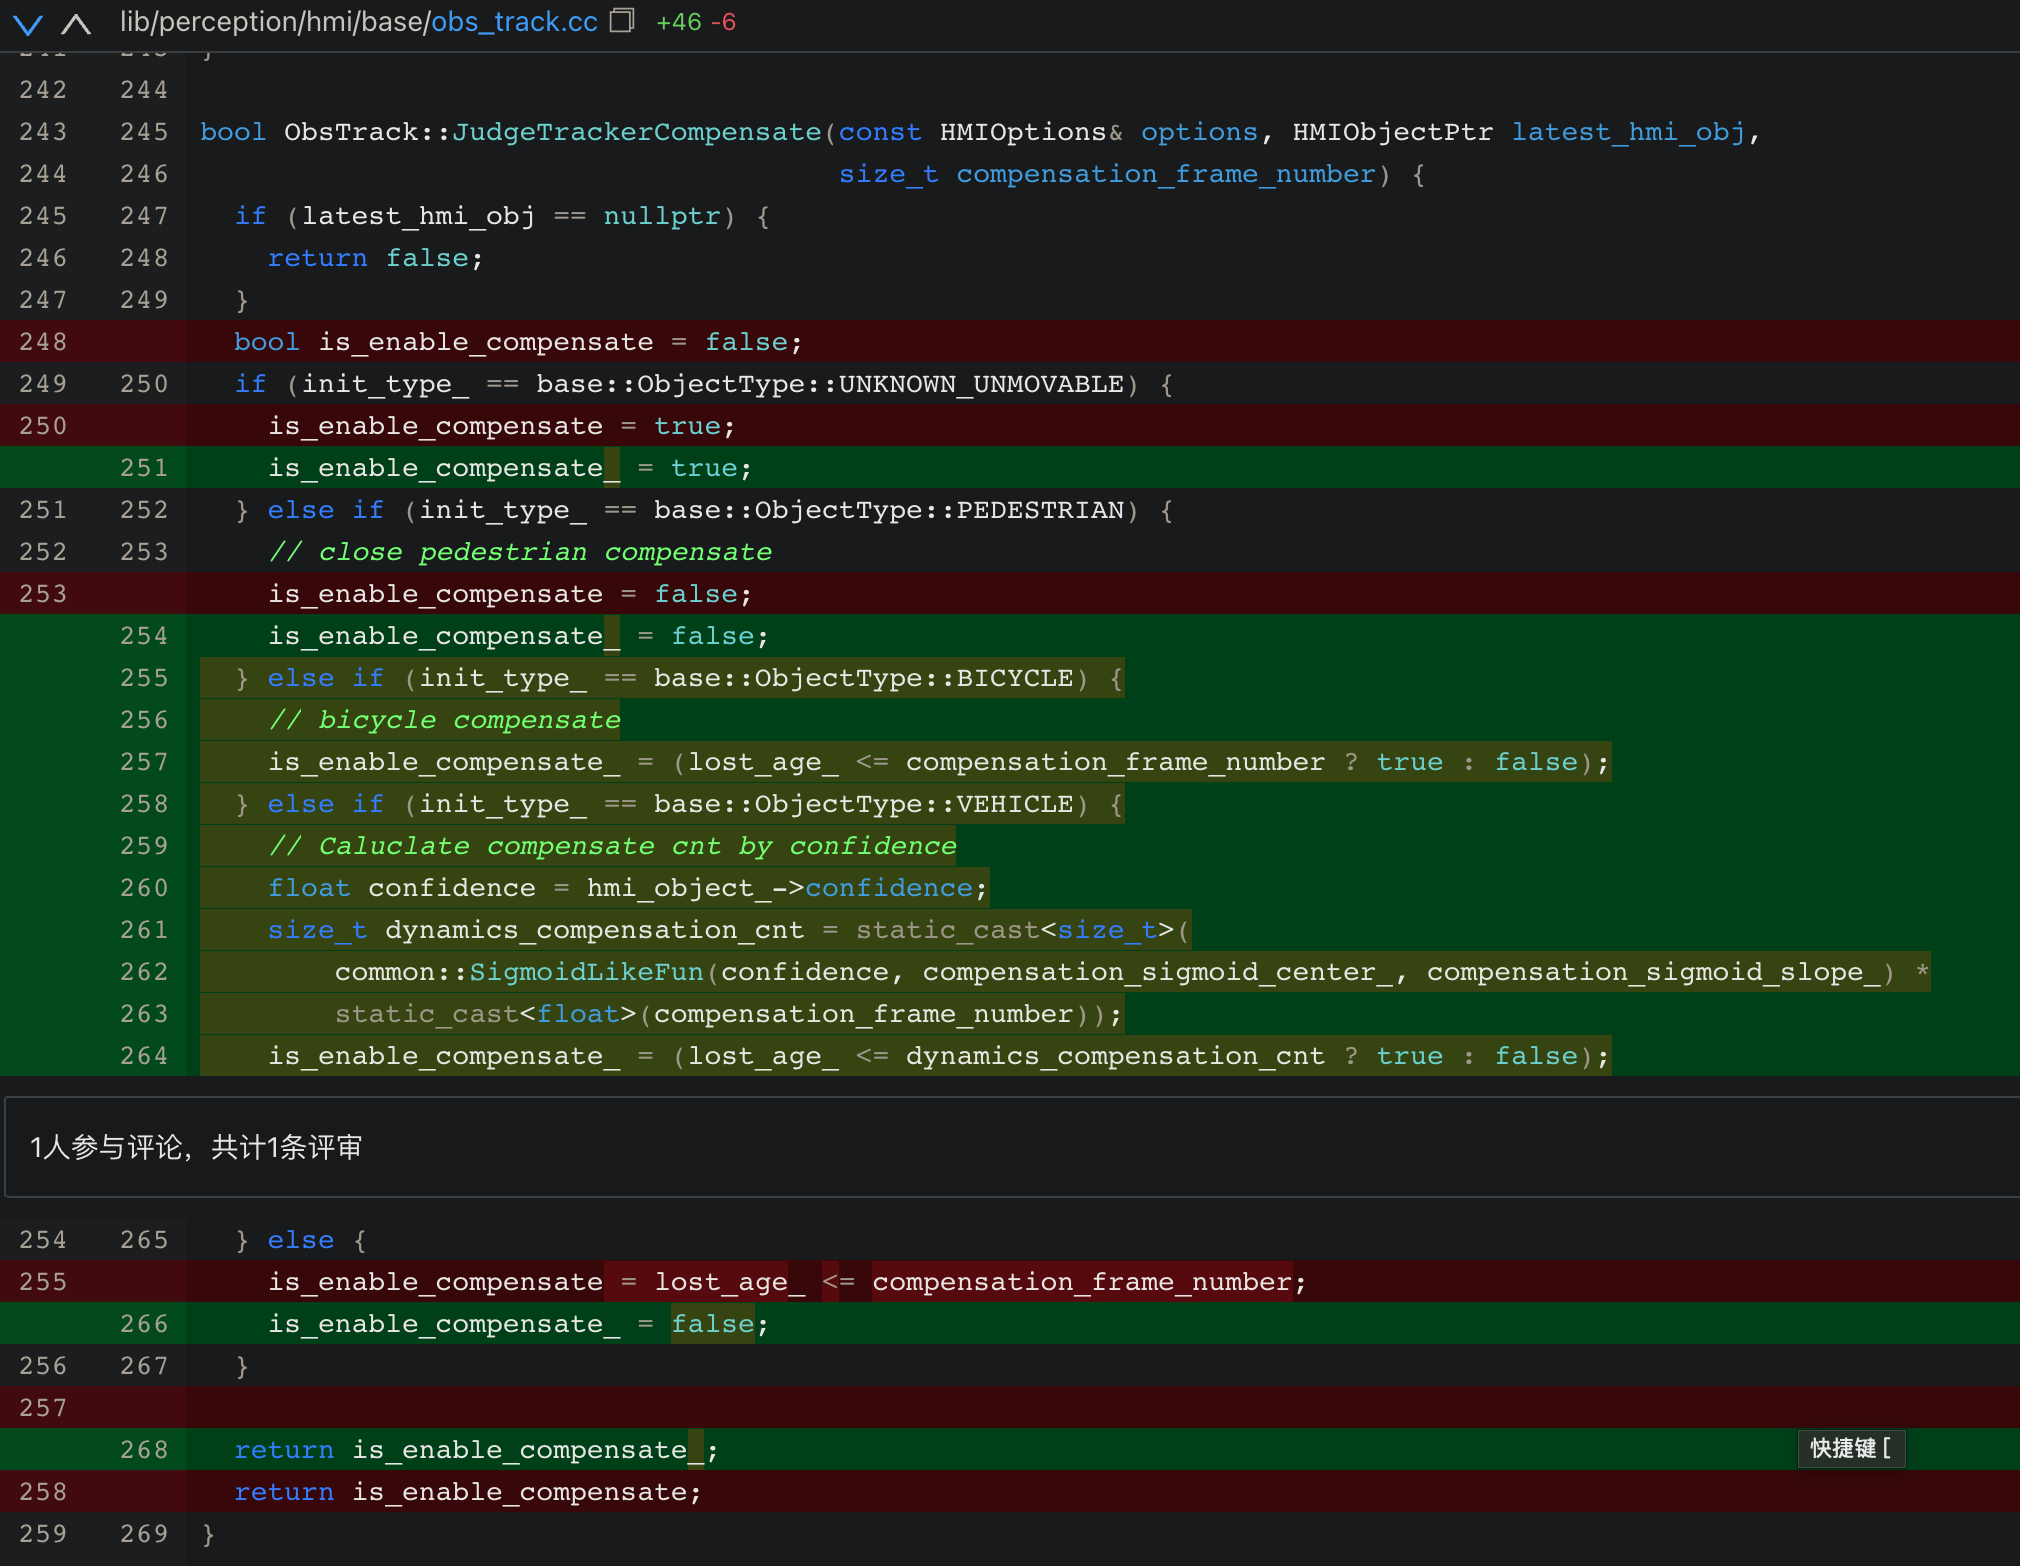 lib/perception/hmi/base/obs_track.cc +46 -6
242 244
243 245 bool ObsTrack::JudgeTrackerCompensate(const HMIOptions& options, HMIObjectPtr latest_hmi_obj,
244 246 size_t compensation_frame_number) {
245 247 if (latest_hmi_obj == nullptr) {
246 248 return false;
247 249 }
248 bool is_enable_compensate = false;
249 250 if (init_type_ == base::ObjectType::UNKNOWN_UNMOVABLE) {
250 is_enable_compensate = true;
251 is_enable_compensate_ = true;
251 252 } else if (init_type_ == base::ObjectType::PEDESTRIAN) {
252 253 // close pedestrian compensate
253 is_enable_compensate = false;
254 is_enable_compensate_ = false;
255 } else if (init_type_ == base::ObjectType::BICYCLE) {
256 // bicycle compensate
257 is_enable_compensate_ = (lost_age_ <= compensation_frame_number ? true : false);
258 } else if (init_type_ == base::ObjectType::VEHICLE) {
259 // Caluclate compensate cnt by confidence
260 float confidence = hmi_object_->confidence;
261 size_t dynamics_compensation_cnt = static_cast<size_t>(
262 common::SigmoidLikeFun(confidence, compensation_sigmoid_center_, compensation_sigmoid_slope_) *
263 static_cast<float>(compensation_frame_number));
264 is_enable_compensate_ = (lost_age_ <= dynamics_compensation_cnt ? true : false);
1人参与评论，共计1条评审
254 265 } else {
255 is_enable_compensate = lost_age_ <= compensation_frame_number;
266 is_enable_compensate_ = false;
256 267 }
257
268 return is_enable_compensate_;
快捷键 [
258 return is_enable_compensate;
259 269 }